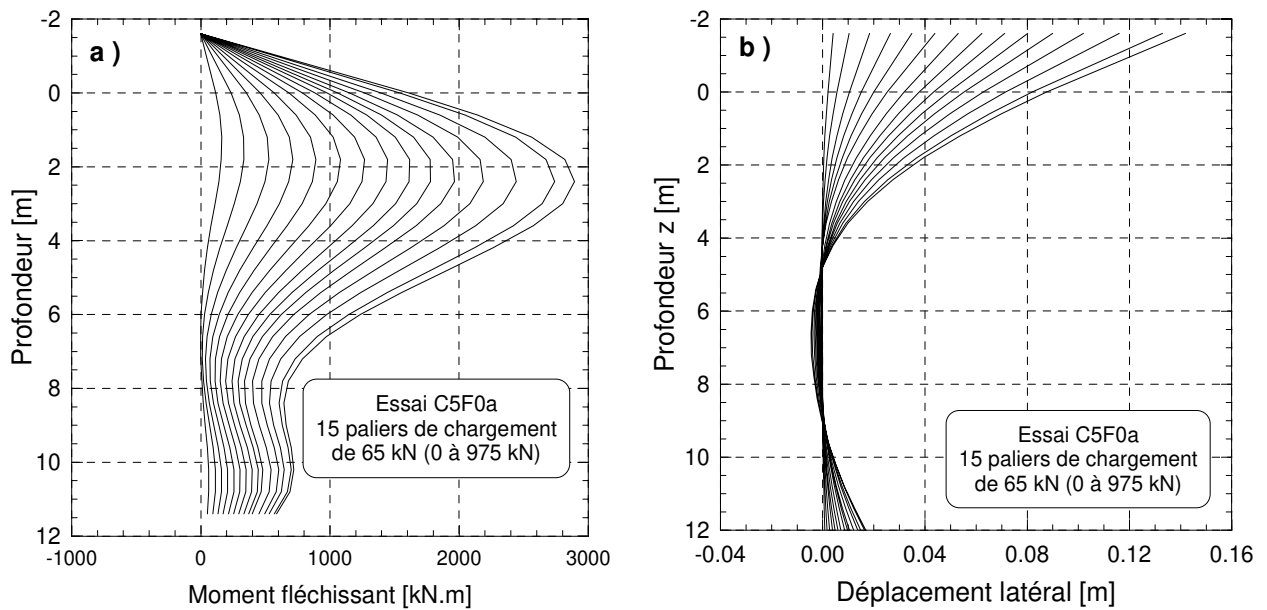 a )
-2
0
2
4
6
8
10
12
Profondeur [m]
Essai C5F0a
15 paliers de chargement
de 65 kN (0 à 975 kN)
-1000
0
1000
2000
3000
Moment fléchissant [kN.m]
b )
-2
0
2
4
6
8
10
12
Profondeur z [m]
Essai C5F0a
15 paliers de chargement
de 65 kN (0 à 975 kN)
-0.04
0.00
0.04
0.08
0.12
0.16
Déplacement latéral [m]